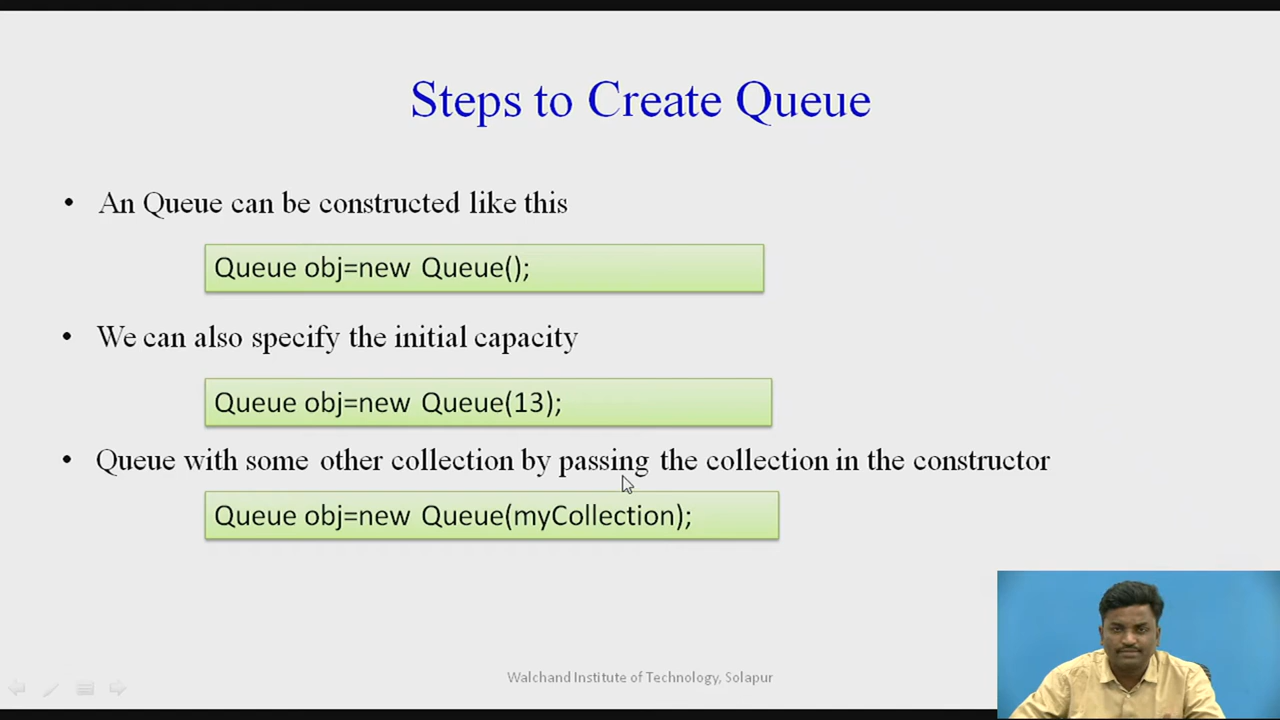 Steps to Create Queue
• An Queue can be constructed like this
Queue obj=new Queue();
• We can also specify the initial capacity
Queue obj=new Queue(13);
• Queue with some other collection by passing the collection in the constructor
Queue obj=new Queue(myCollection);
Walchand Institute of Technology, Solapur